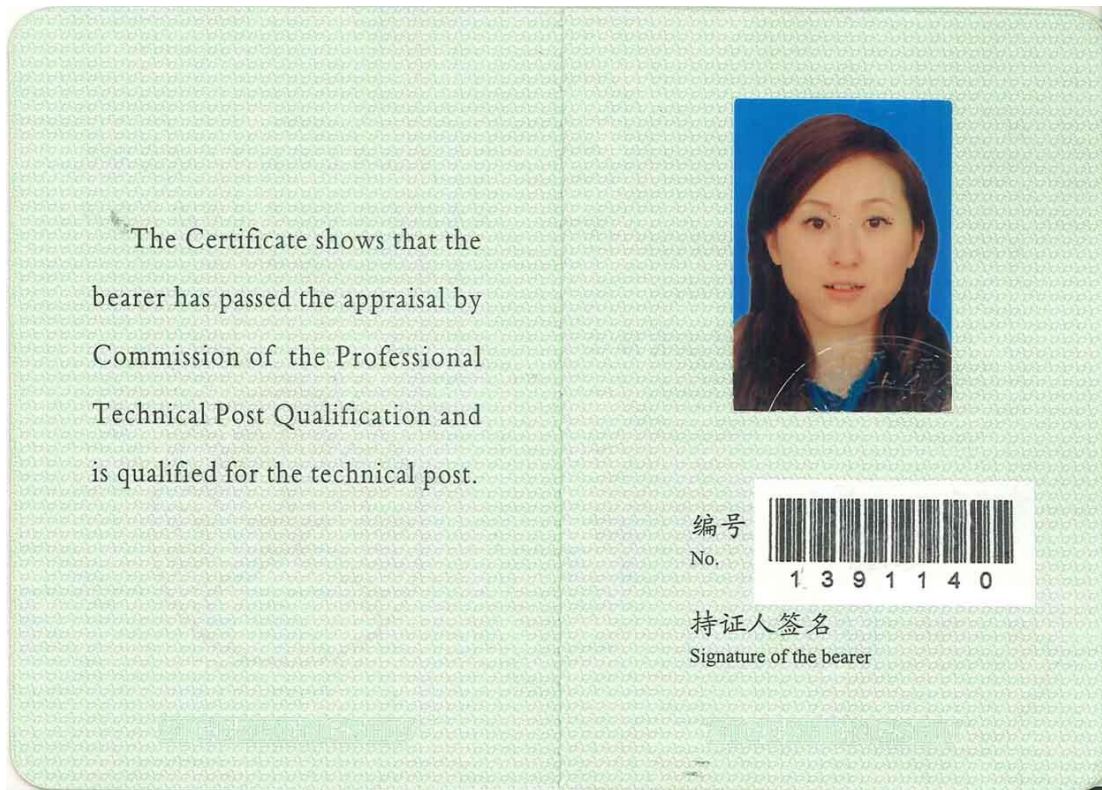 The Certificate shows that the
bearer has passed the appraisal by
Commission of the Professional
Technical Post Qualification and
is qualified for the technical post.
编号
No.
1391140
持证人签名
Signature of the bearer